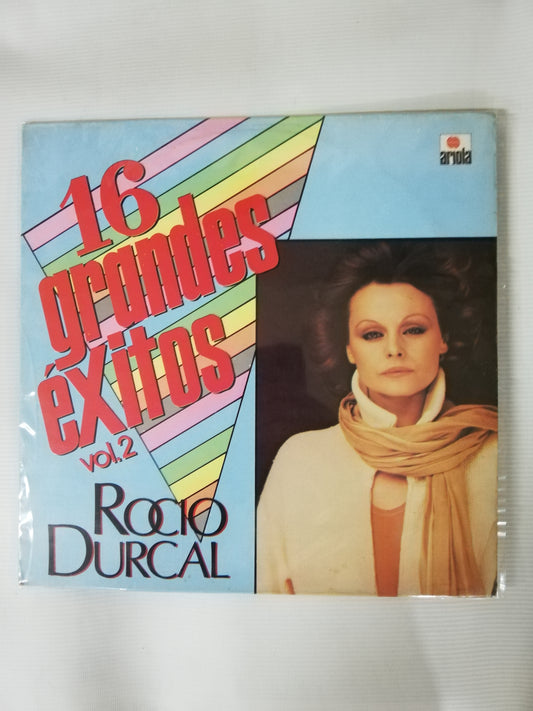 ariola
16
grandes
éxitos
vol.2
ROCIO
DURCAL